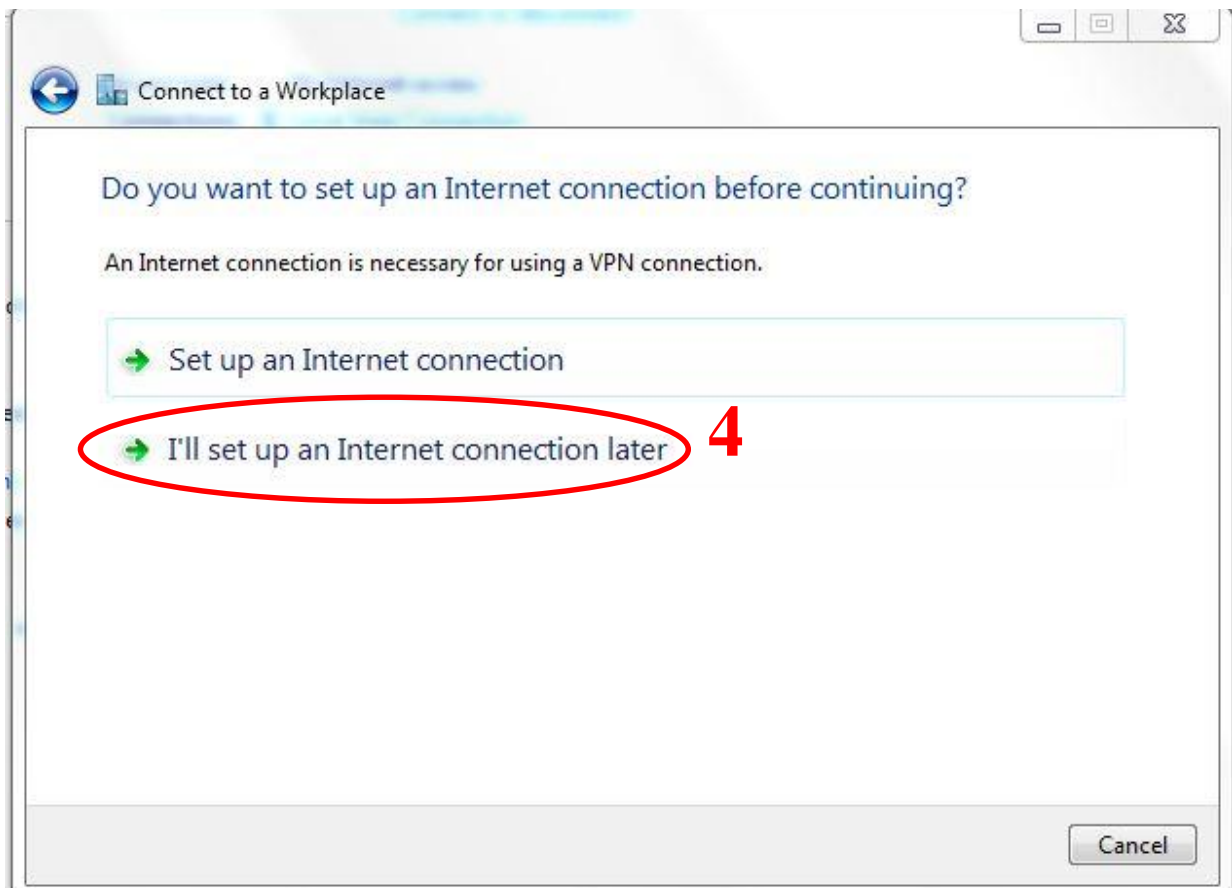 Connect to a Workplace
Do you want to set up an Internet connection before continuing?
An Internet connection is necessary for using a VPN connection.
Set up an Internet connection
I'll set up an Internet connection later 4
Cancel